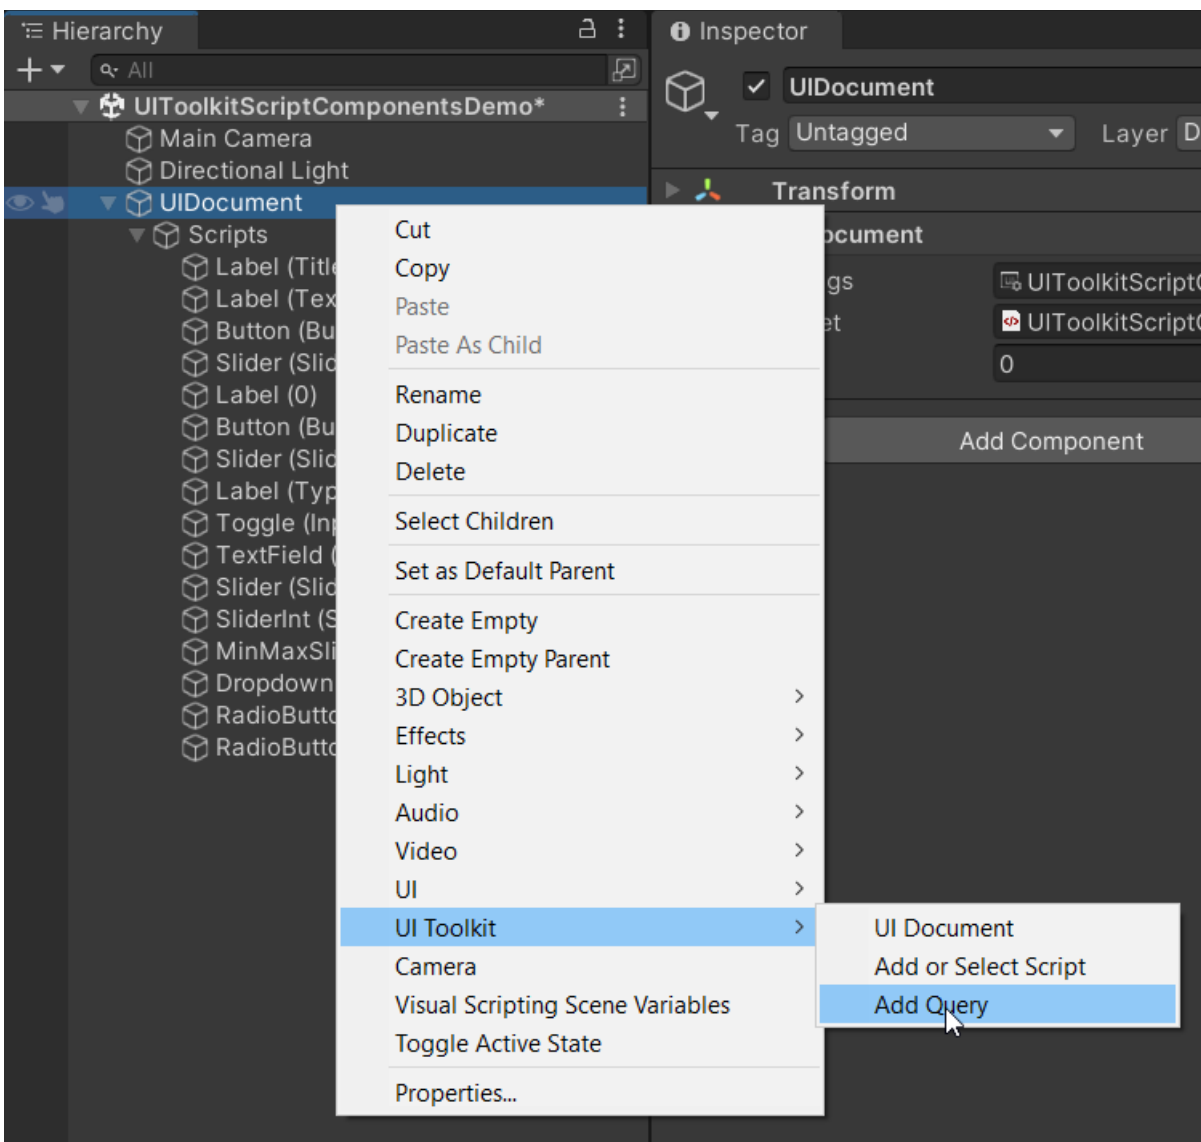 Hierarchy
All
UIToolkitScriptComponentsDemo*
Main Camera
Directional Light
UIDocument
Scripts
Label (Title
Label (Tex
Button (Bu
Slider (Slid
Label (0)
Button (Bu
Slider (Slid
Label (Typ
Toggle (Inp
TextField (
Slider (Slid
SliderInt (S
MinMaxSli
Dropdown
RadioButto
RadioButto
Cut
Copy
Paste
Paste As Child
Rename
Duplicate
Delete
Select Children
Set as Default Parent
Create Empty
Create Empty Parent
3D Object
Effects
Light
Audio
Video
UI
UI Toolkit
Camera
Visual Scripting Scene Variables
Toggle Active State
Properties...
UI Document
Add or Select Script
Add Query
Inspector
UIDocument
Tag Untagged Layer D
Transform
ocument
gs UIToolkitScriptC
et UIToolkitScriptC
0
Add Component